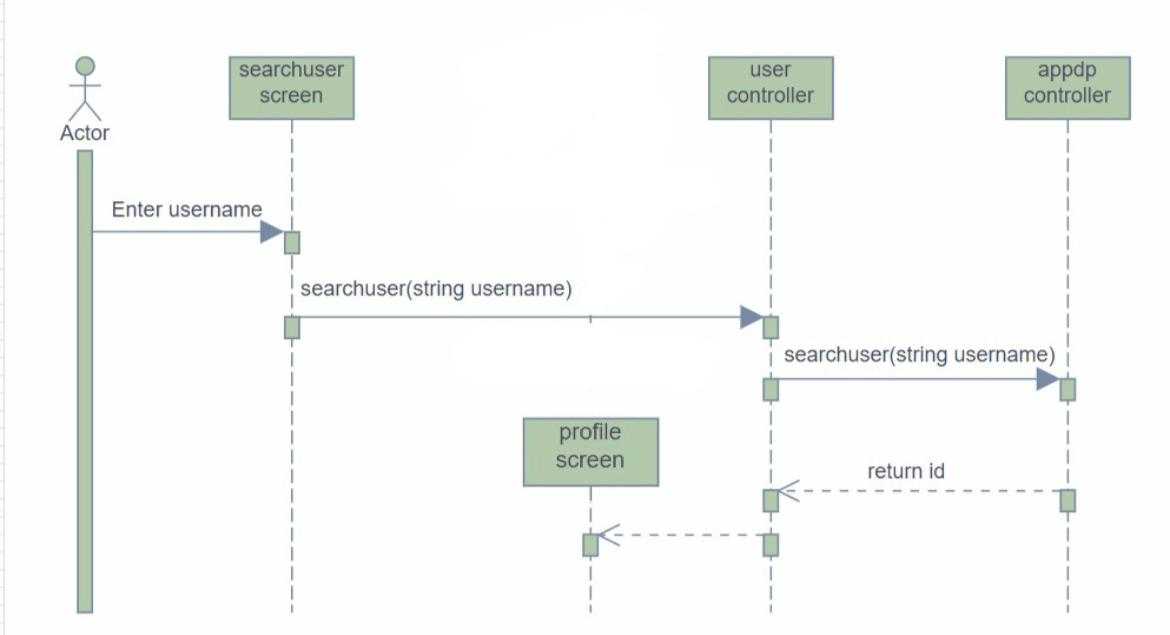 searchuser
screen
user
controller
appdp
controller
Actor
Enter username
searchuser(string username)
searchuser(string username)
profile
screen
return id